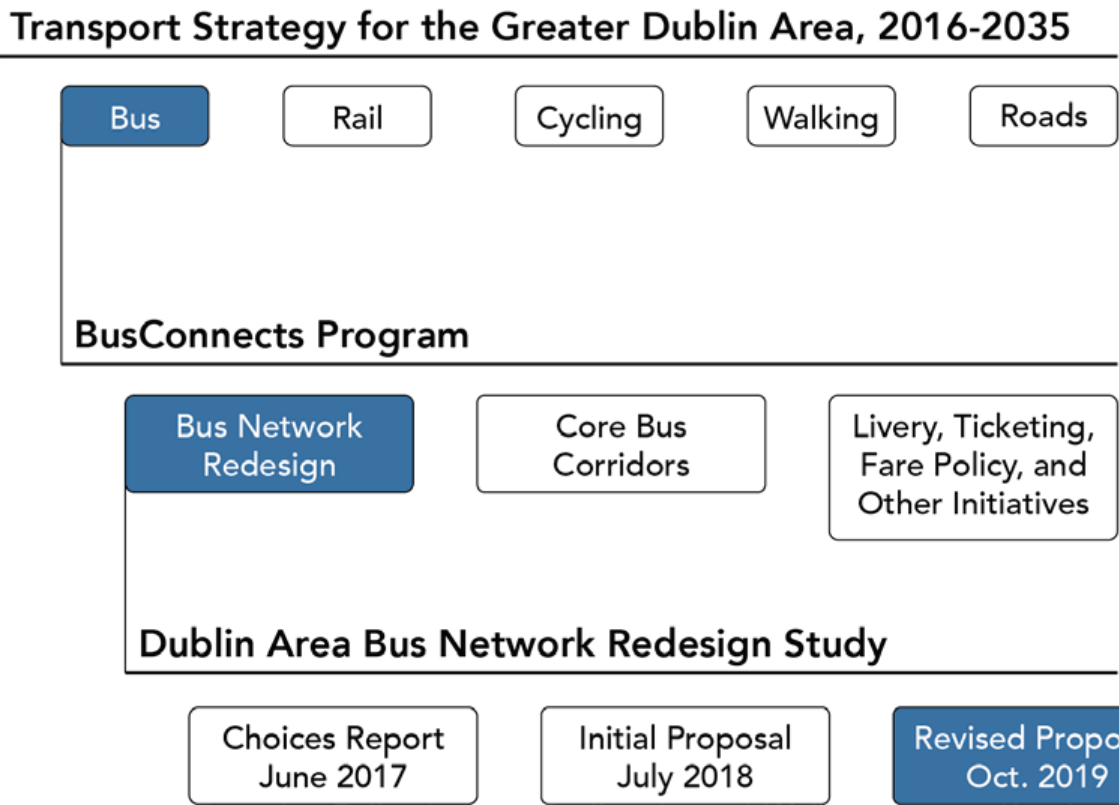 Transport Strategy for the Greater Dublin Area, 2016-2035
Bus
Rail
Cycling
Walking
Roads
BusConnects Program
Bus Network
Redesign
Core Bus
Corridors
Livery, Ticketing,
Fare Policy, and
Other Initiatives
Dublin Area Bus Network Redesign Study
Choices Report
June 2017
Initial Proposal
July 2018
Revised
Oct. 2019